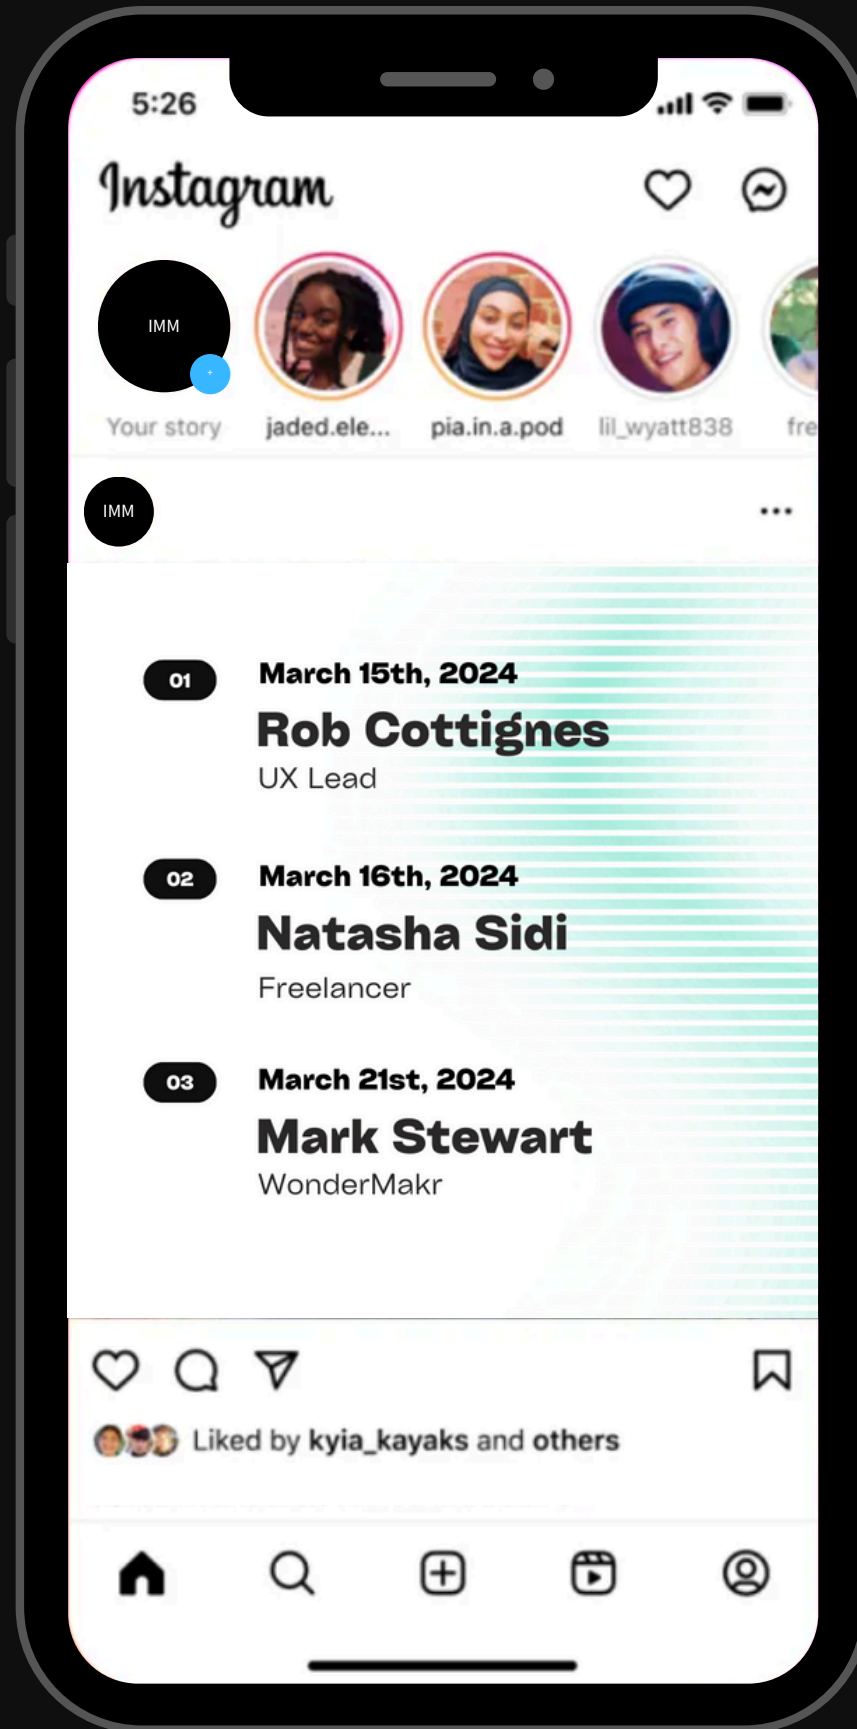 5:26
Instagram
IMM
+
Your story
jaded.ele...
pia.in.a.pod
lil_wyatt838
fre
IMM
01
March 15th, 2024
Rob Cottignes
UX Lead
02
March 16th, 2024
Natasha Sidi
Freelancer
03
March 21st, 2024
Mark Stewart
WonderMakr
Liked by kyia_kayaks and others